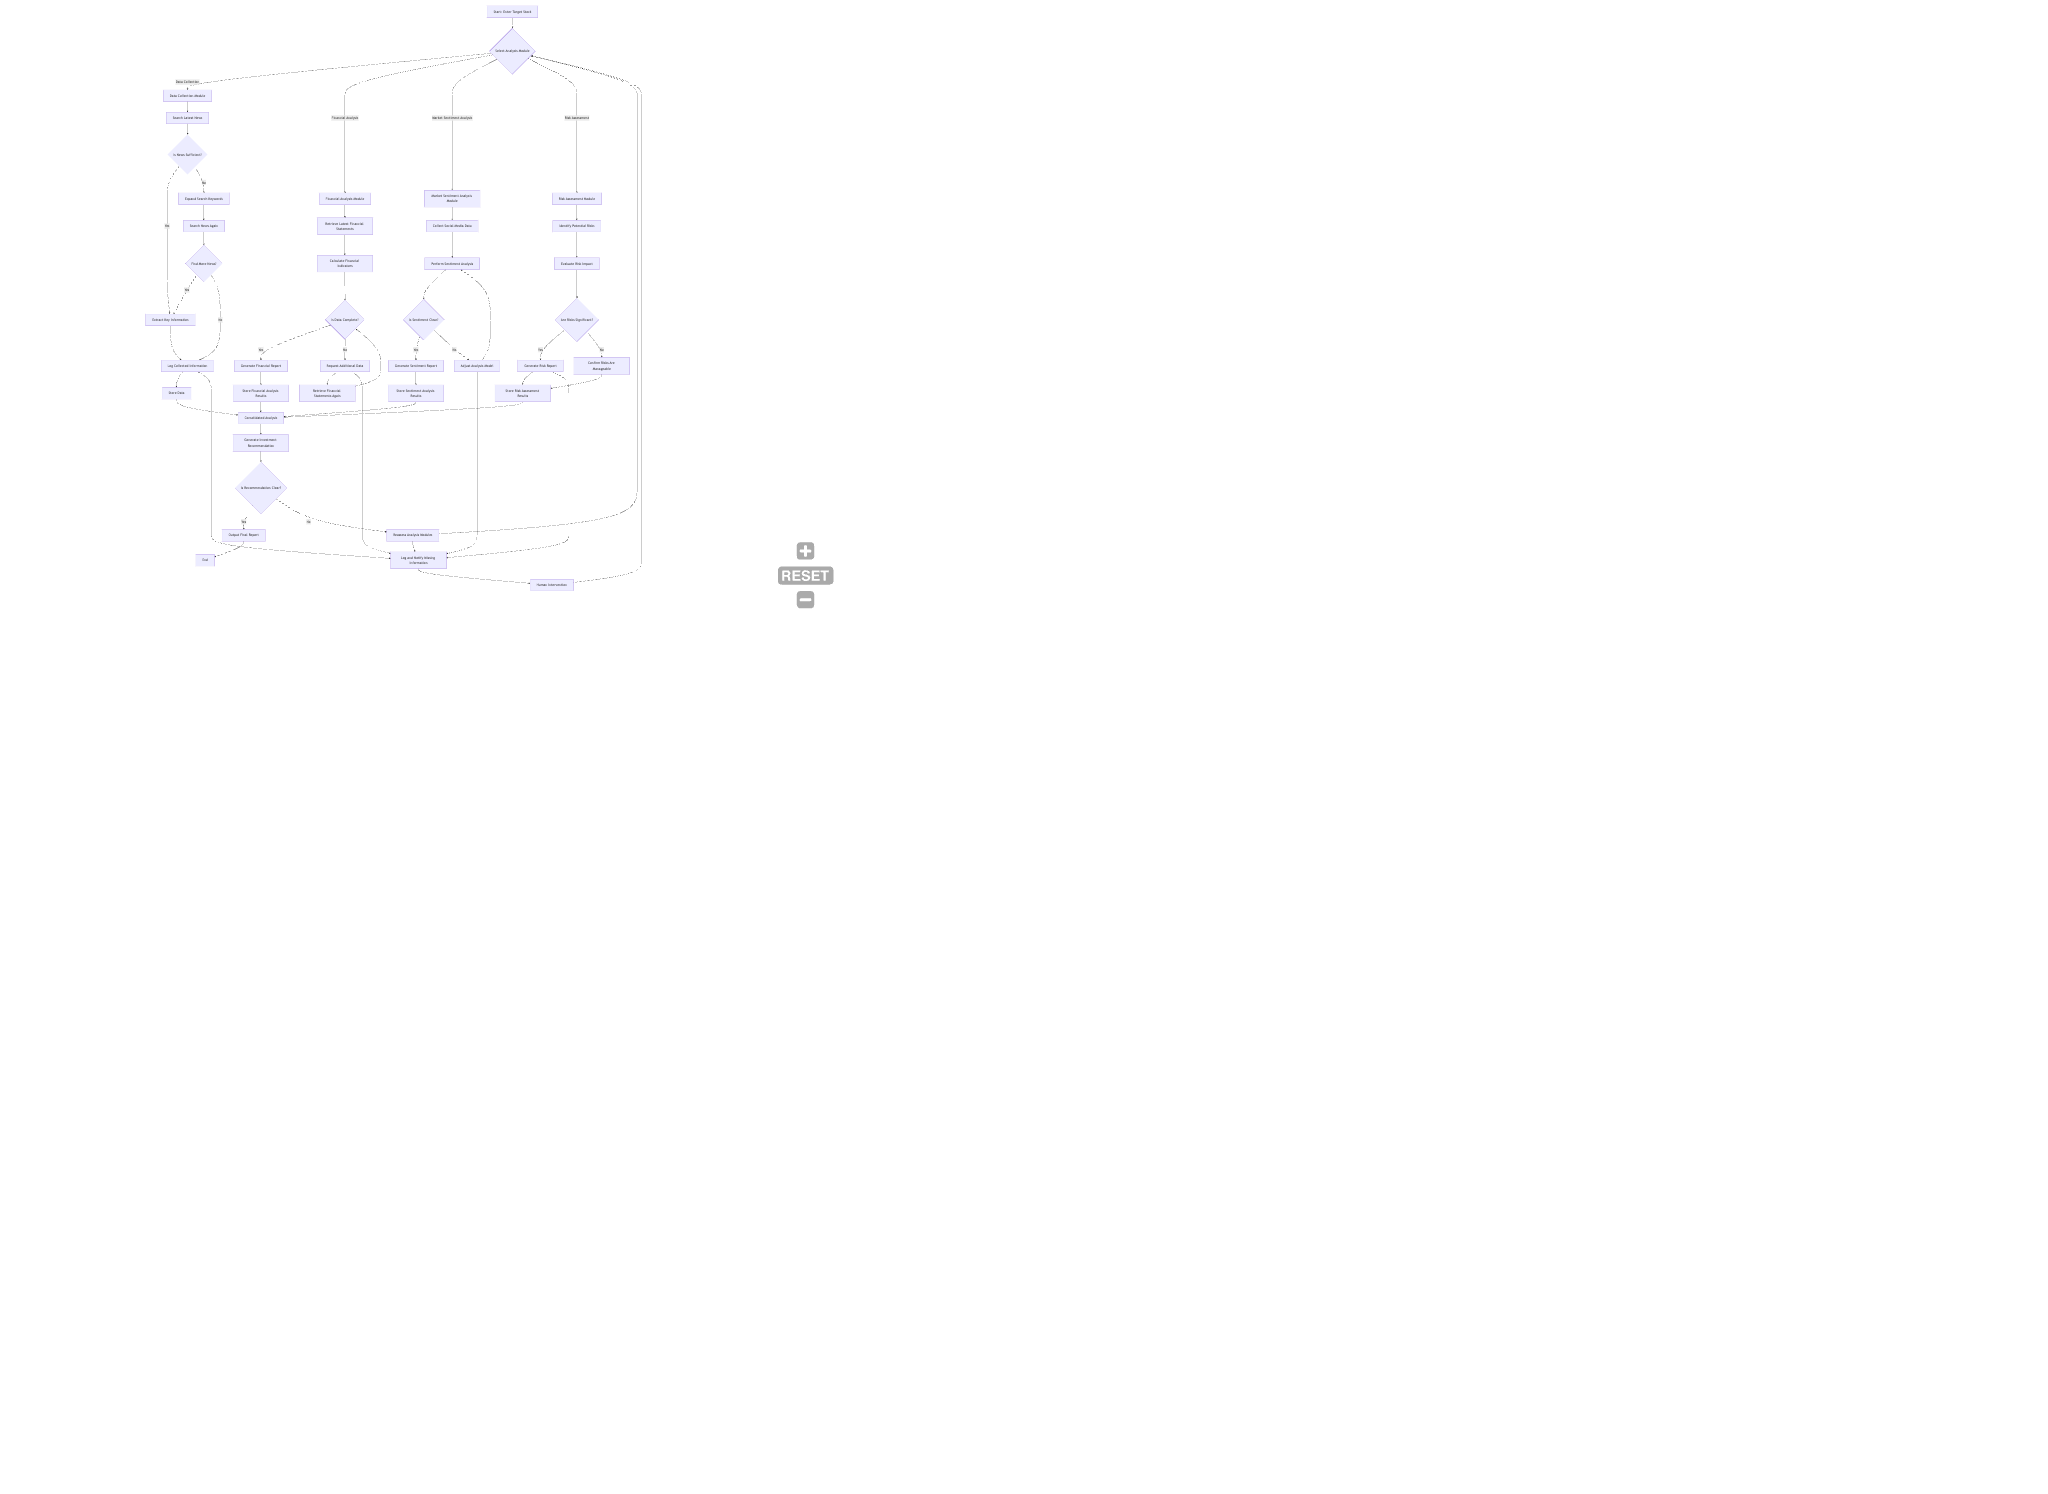 Start: Enter Target Stock
Select Analysis Module
Data Collection
Data Collection Module
Search Latest News
Financial Analysis
Market Sentiment Analysis
Risk Assessment
Is News Sufficient?
No
Expand Search Keywords
Financial Analysis Module
Market Sentiment Analysis
Module
Risk Assessment Module
Yes
Search News Again
Retrieve Latest Financial
Statements
Collect Social Media Data
Identify Potential Risks
Find More News?
Calculate Financial
Indicators
Perform Sentiment Analysis
Evaluate Risk Impact
Yes
No
Extract Key Information
Is Data Complete?
Is Sentiment Clear?
Are Risks Significant?
Yes
No
Yes
No
Yes
No
Log Collected Information
Generate Financial Report
Request Additional Data
Generate Sentiment Report
Adjust Analysis Model
Generate Risk Report
Confirm Risks Are
Manageable
Store Data
Store Financial Analysis
Results
Retrieve Financial
Statements Again
Store Sentiment Analysis
Results
Store Risk Assessment
Results
Consolidated Analysis
Generate Investment
Recommendation
Is Recommendation Clear?
Yes
No
Output Final Report
Reassess Analysis Modules
End
Log and Notify Missing
Information
Human Intervention
RESET